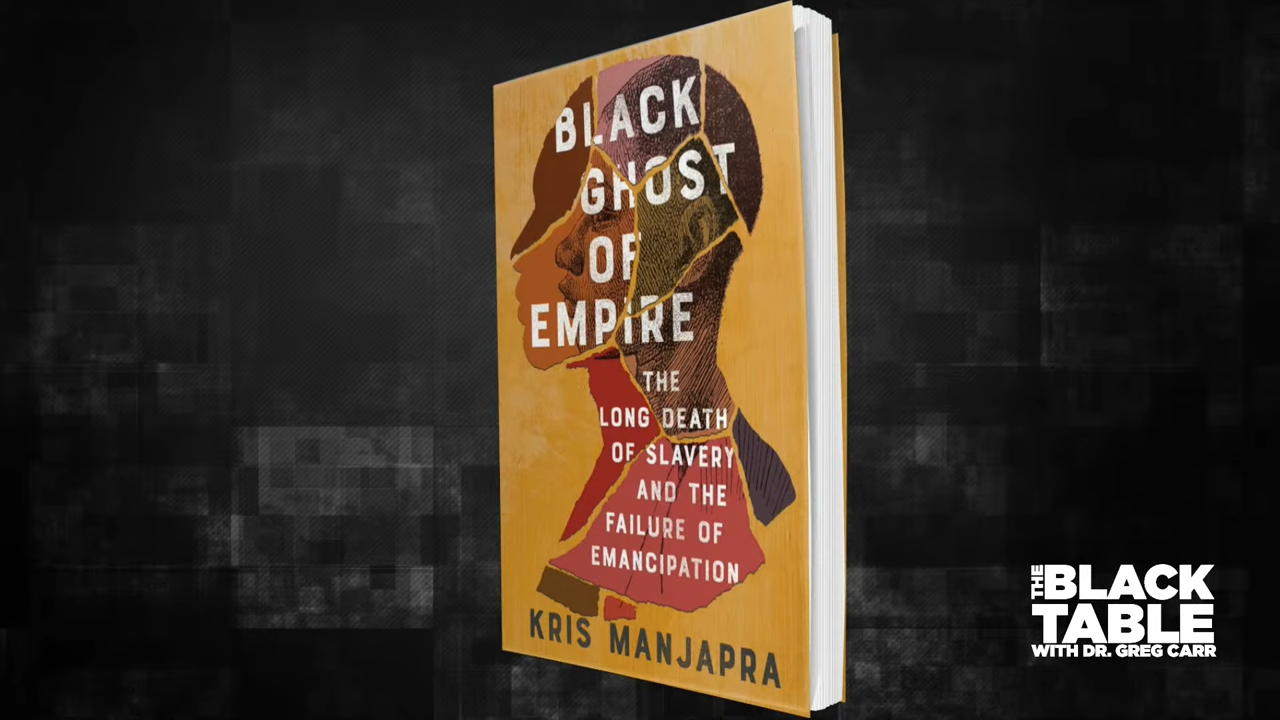 BLACK
GHOST
OF
EMPIRE
THE
LONG DEATH
OF SLAVERY
AND THE
FAILURE OF
EMANCIPATION
KRIS MANJAPRA
THE BLACK
TABLE
WITH DR. GREG CARR